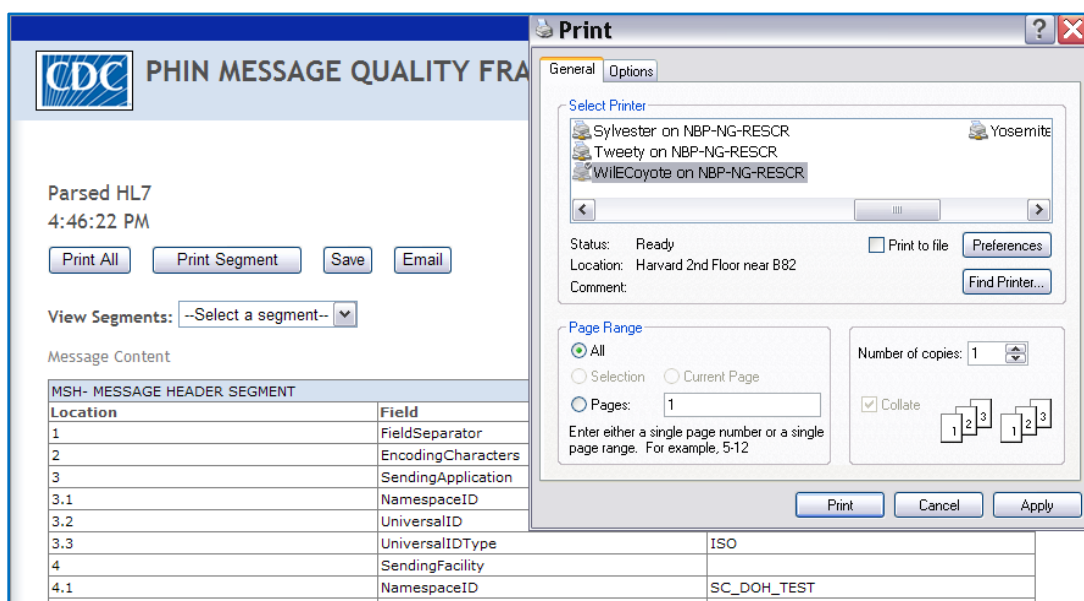 CDC PHIN MESSAGE QUALITY FRA
Parsed HL7
4:46:22 PM
Print All Print Segment Save Email
View Segments: --Select a segment--
Message Content
MSH- MESSAGE HEADER SEGMENT
Location Field
1 FieldSeparator
2 EncodingCharacters
3 SendingApplication
3.1 NamespaceID
3.2 UniversalID
3.3 UniversalIDType ISO
4 SendingFacility
4.1 NamespaceID SC_DOH_TEST
Print
General Options
Select Printer
Sylvester on NBP-NG-RESCR Yosemite
Tweety on NBP-NG-RESCR
WilECoyote on NBP-NG-RESCR
Status: Ready Print to file Preferences
Location: Harvard 2nd Floor near B82
Comment: Find Printer...
Page Range
All Number of copies: 1
Selection Current Page
Pages: 1 Collate
Enter either a single page number or a single
page range. For example, 5-12
1 2 3 1 2 3
Print Cancel Apply